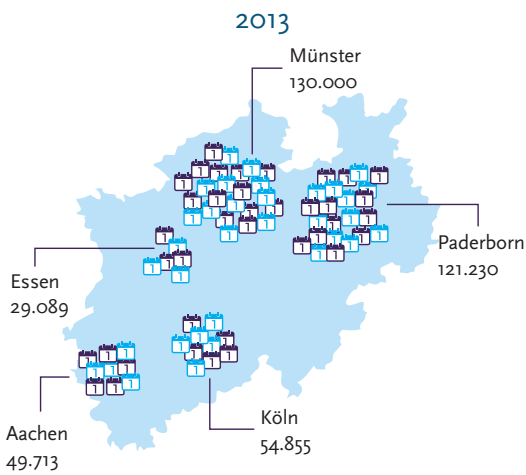 2013
Münster
130.000
Paderborn
121.230
Essen
29.089
Köln
54.855
Aachen
49.713